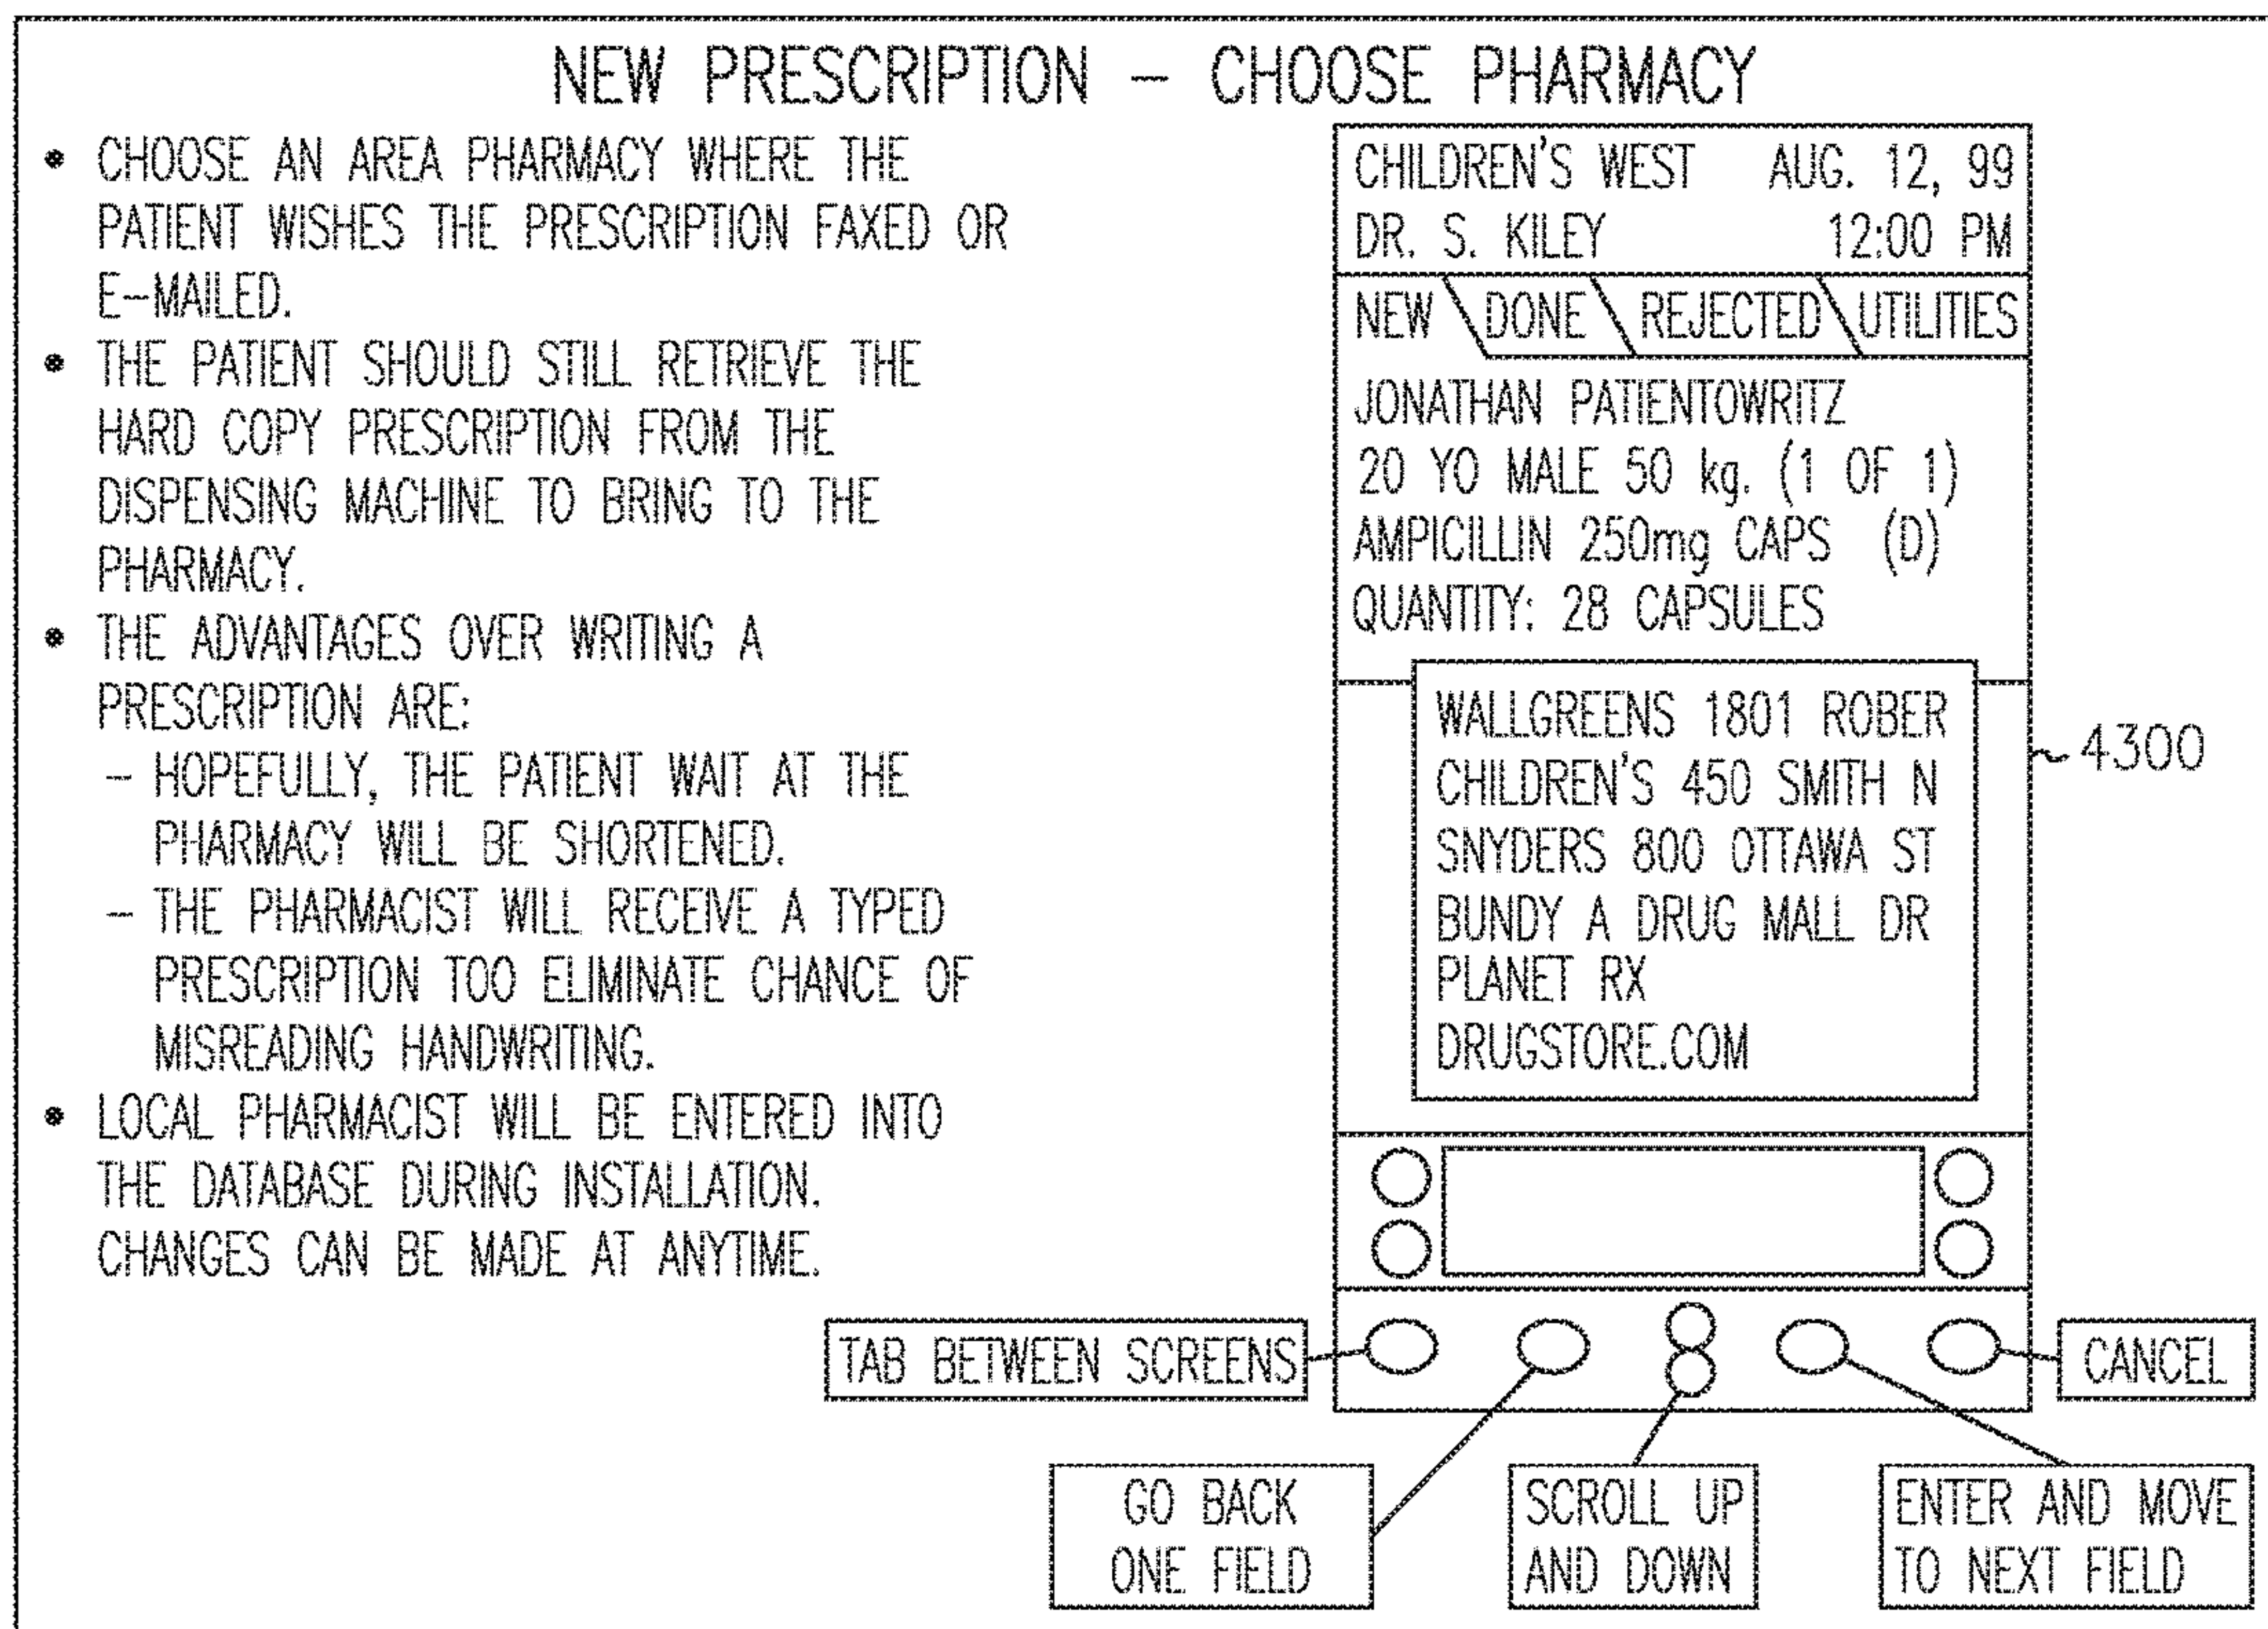 NEW PRESCRIPTION – CHOOSE PHARMACY
• CHOOSE AN AREA PHARMACY WHERE THE
PATIENT WISHES THE PRESCRIPTION FAXED OR
E–MAILED.
• THE PATIENT SHOULD STILL RETRIEVE THE
HARD COPY PRESCRIPTION FROM THE
DISPENSING MACHINE TO BRING TO THE
PHARMACY.
• THE ADVANTAGES OVER WRITING A
PRESCRIPTION ARE:
– HOPEFULLY, THE PATIENT WAIT AT THE
PHARMACY WILL BE SHORTENED.
– THE PHARMACIST WILL RECEIVE A TYPED
PRESCRIPTION TOO ELIMINATE CHANCE OF
MISREADING HANDWRITING.
• LOCAL PHARMACIST WILL BE ENTERED INTO
THE DATABASE DURING INSTALLATION.
CHANGES CAN BE MADE AT ANYTIME.
CHILDREN'S WEST AUG. 12, 99
DR. S. KILEY 12:00 PM
NEW DONE REJECTED UTILITIES
JONATHAN PATIENTOWRITZ
20 YO MALE 50 kg. (1 OF 1)
AMPICILLIN 250mg CAPS (D)
QUANTITY: 28 CAPSULES
WALLGREENS 1801 ROBER
CHILDREN'S 450 SMITH N
SNYDERS 800 OTTAWA ST
BUNDY A DRUG MALL DR
PLANET RX
DRUGSTORE.COM
4300
TAB BETWEEN SCREENS
CANCEL
GO BACK
ONE FIELD
SCROLL UP
AND DOWN
ENTER AND MOVE
TO NEXT FIELD